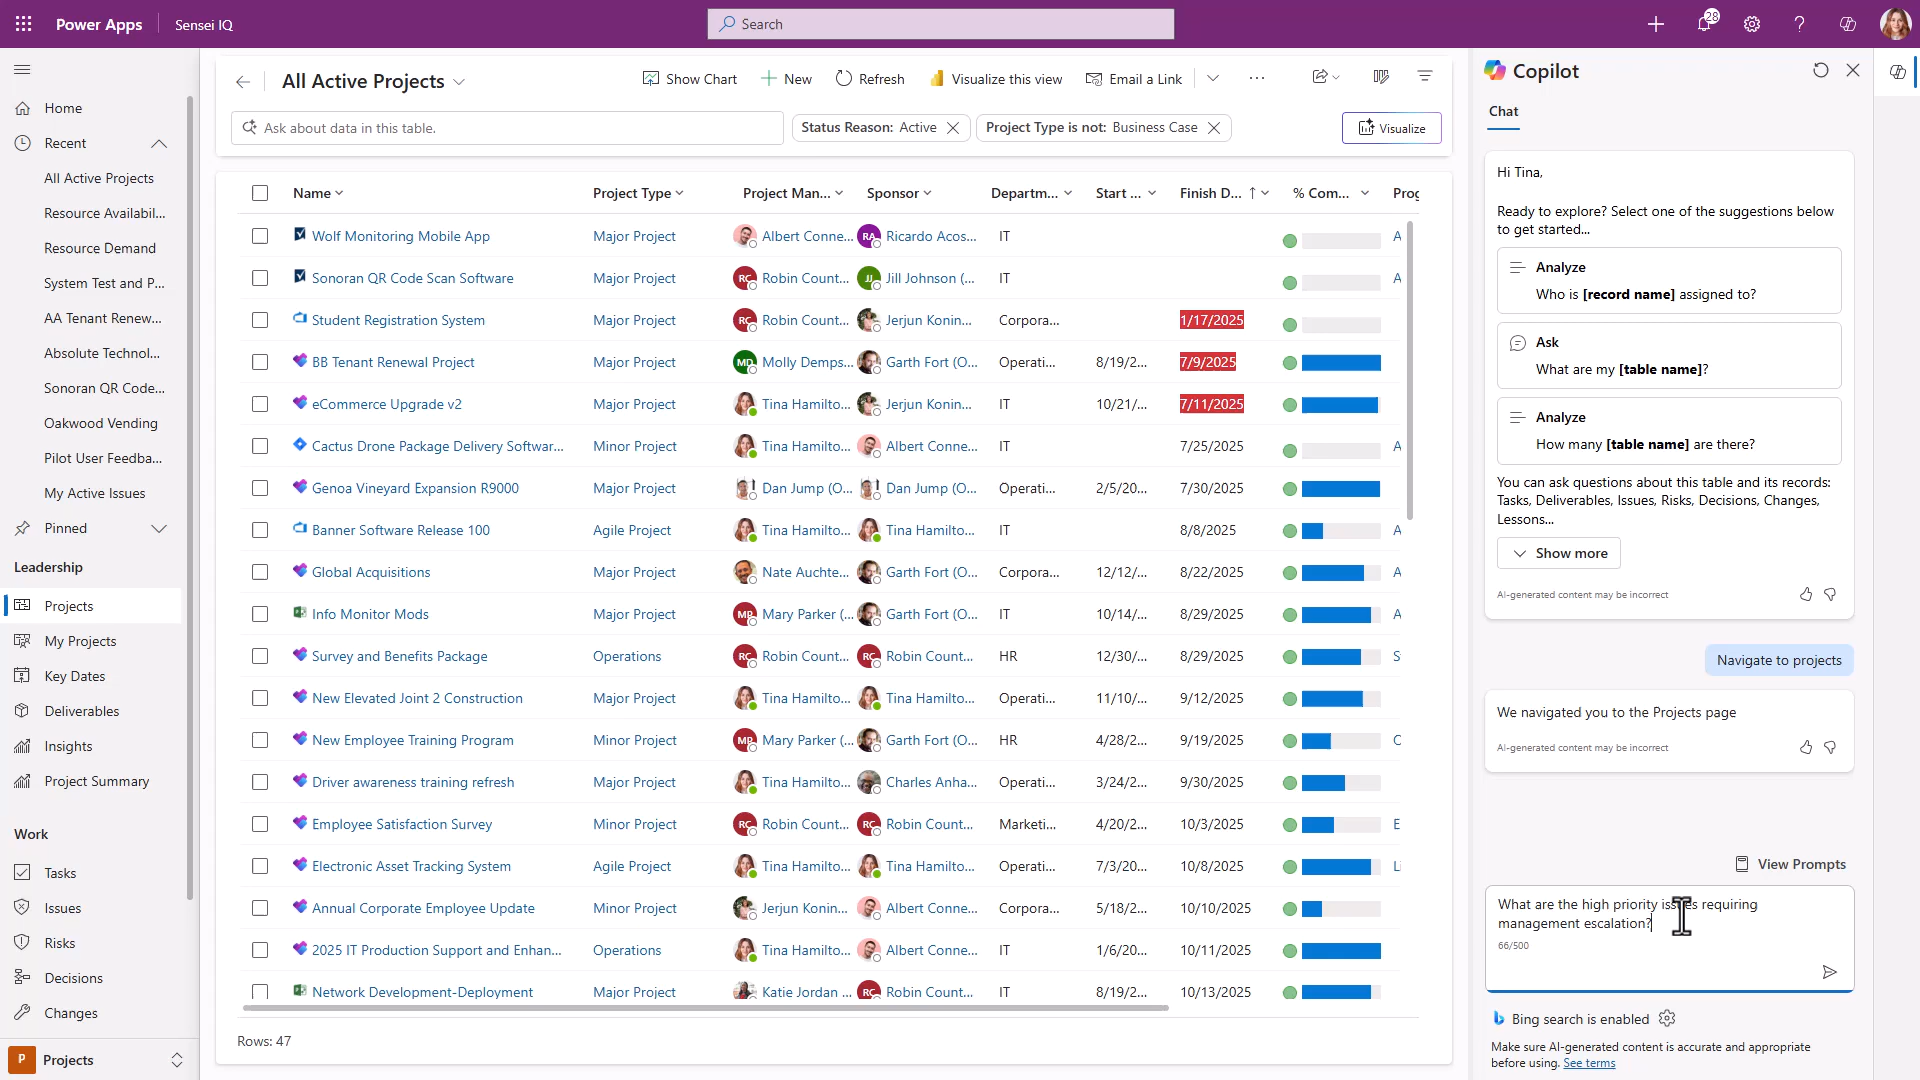 Power Apps
Sensei IQ
Search
28
Home
Recent
All Active Projects
Resource Availabil...
Resource Demand
System Test and P...
AA Tenant Renew...
Absolute Technol...
Sonoran QR Code...
Oakwood Vending
Pilot User Feedba...
My Active Issues
Pinned
Leadership
Projects
My Projects
Key Dates
Deliverables
Insights
Project Summary
Work
Tasks
Issues
Risks
Decisions
Changes
P Projects
All Active Projects
Show Chart
New
Refresh
Visualize this view
Email a Link
Ask about data in this table.
Status Reason: Active
Project Type is not: Business Case
Visualize
Name Project Type Project Man... Sponsor Departm... Start ... Finish D... % Com... Prog
Wolf Monitoring Mobile App Major Project Albert Conne... RA Ricardo Acos... IT A
Sonoran QR Code Scan Software Major Project RC Robin Count... JJ Jill Johnson (... IT A
Student Registration System Major Project RC Robin Count... Jerjun Konin... Corpora... 1/17/2025
BB Tenant Renewal Project Major Project MD Molly Demps... Garth Fort (O... Operati... 8/19/2... 7/9/2025
eCommerce Upgrade v2 Major Project Tina Hamilto... Jerjun Konin... IT 10/21/... 7/11/2025
Cactus Drone Package Delivery Softwar... Minor Project Tina Hamilto... Albert Conne... IT 7/25/2025 A
Genoa Vineyard Expansion R9000 Major Project Dan Jump (O... Dan Jump (O... Operati... 2/5/20... 7/30/2025
Banner Software Release 100 Agile Project Tina Hamilto... Tina Hamilto... IT 8/8/2025 A
Global Acquisitions Major Project Nate Auchte... Garth Fort (O... Corpora... 12/12/... 8/22/2025 A
Info Monitor Mods Major Project MP Mary Parker (... Garth Fort (O... IT 10/14/... 8/29/2025 A
Survey and Benefits Package Operations RC Robin Count... RC Robin Count... HR 12/30/... 8/29/2025 S
New Elevated Joint 2 Construction Major Project Tina Hamilto... Tina Hamilto... Operati... 11/10/... 9/12/2025
New Employee Training Program Minor Project MP Mary Parker (... Garth Fort (O... HR 4/28/2... 9/19/2025 C
Driver awareness training refresh Major Project Tina Hamilto... Charles Anha... Operati... 3/24/2... 9/30/2025
Employee Satisfaction Survey Minor Project RC Robin Count... RC Robin Count... Marketi... 4/20/2... 10/3/2025 E
Electronic Asset Tracking System Agile Project Tina Hamilto... Tina Hamilto... Operati... 7/3/20... 10/8/2025 Li
Annual Corporate Employee Update Minor Project Jerjun Konin... Albert Conne... Corpora... 5/18/2... 10/10/2025
2025 IT Production Support and Enhan... Operations Tina Hamilto... Albert Conne... IT 1/6/20... 10/11/2025
Network Development-Deployment Major Project Katie Jordan ... RC Robin Count... IT 8/19/2... 10/13/2025
Rows: 47
Copilot
Chat
Hi Tina,
Ready to explore? Select one of the suggestions below
to get started...
Analyze
Who is [record name] assigned to?
Ask
What are my [table name]?
Analyze
How many [table name] are there?
You can ask questions about this table and its records:
Tasks, Deliverables, Issues, Risks, Decisions, Changes,
Lessons...
Show more
AI-generated content may be incorrect
Navigate to projects
We navigated you to the Projects page
AI-generated content may be incorrect
View Prompts
What are the high priority issues requiring
management escalation?
66/500
Bing search is enabled
Make sure AI-generated content is accurate and appropriate
before using. See terms